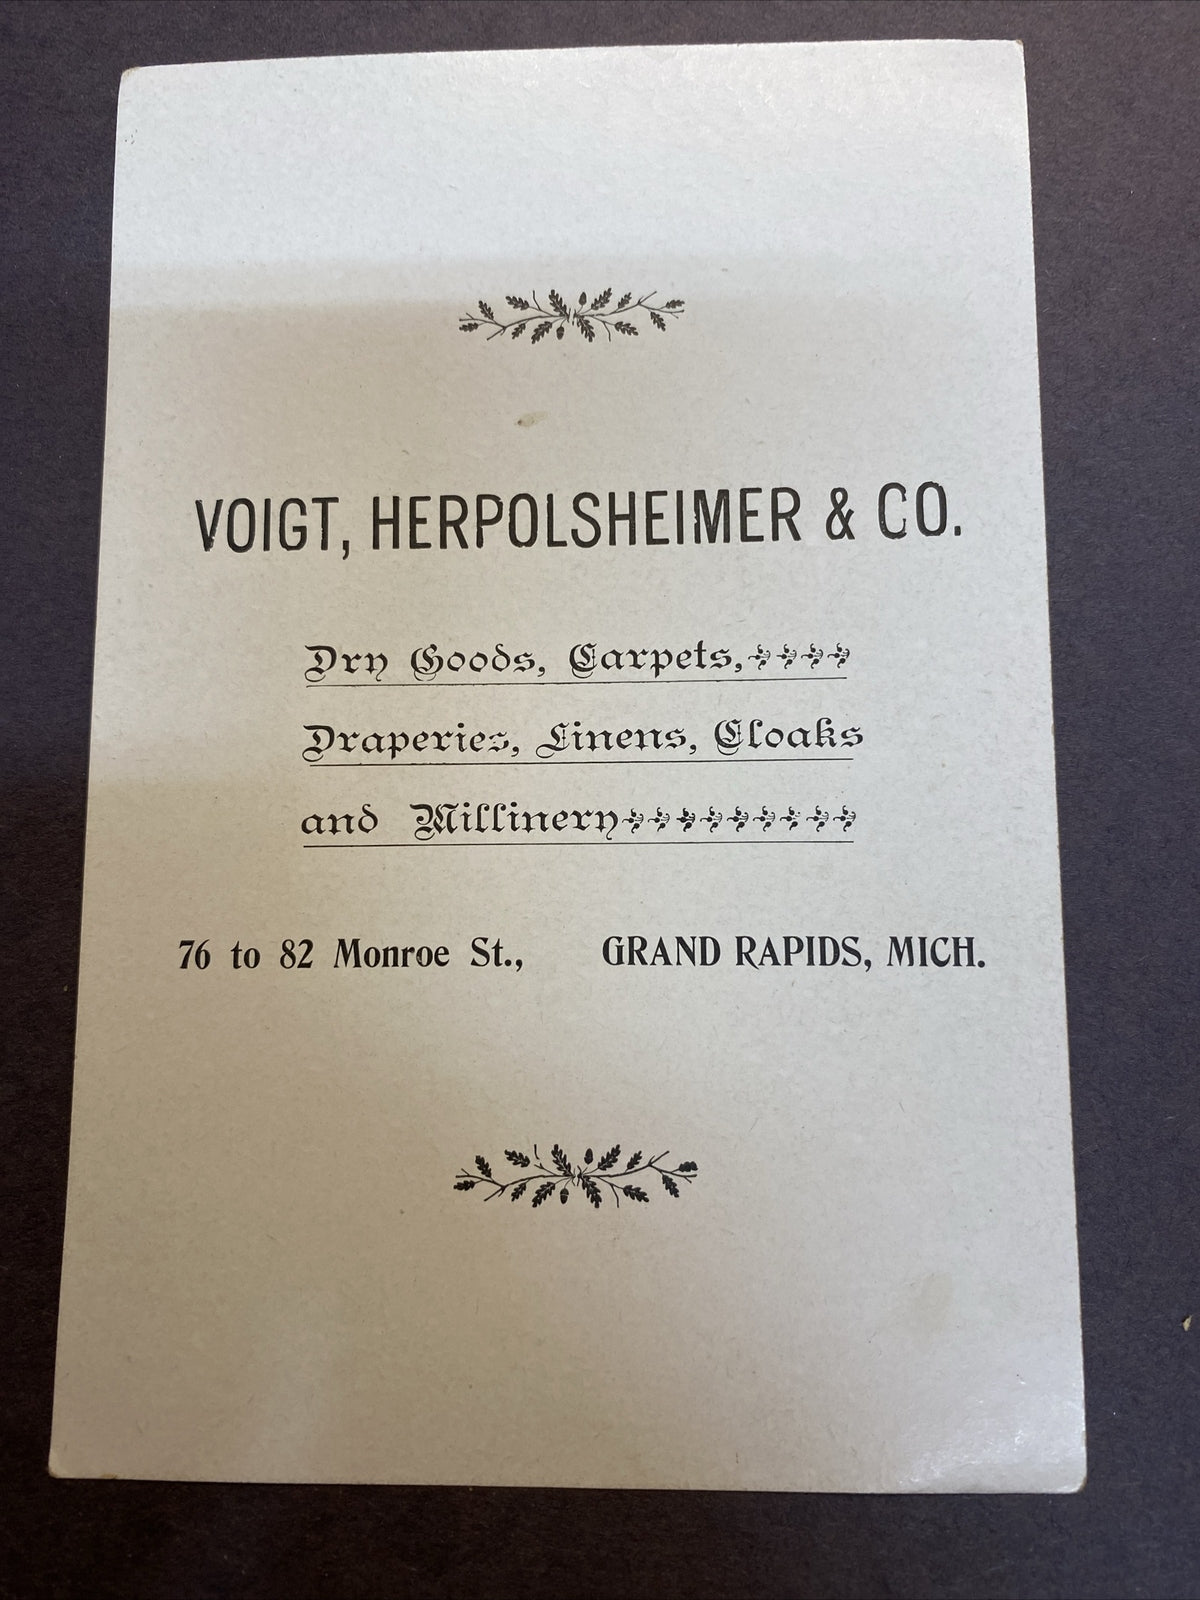 VOIGT, HERPOLSHEIMER & CO.
Dry Goods, Carpets,
Draperies, Linens, Cloaks
and Millinery
76 to 82 Monroe St., GRAND RAPIDS, MICH.